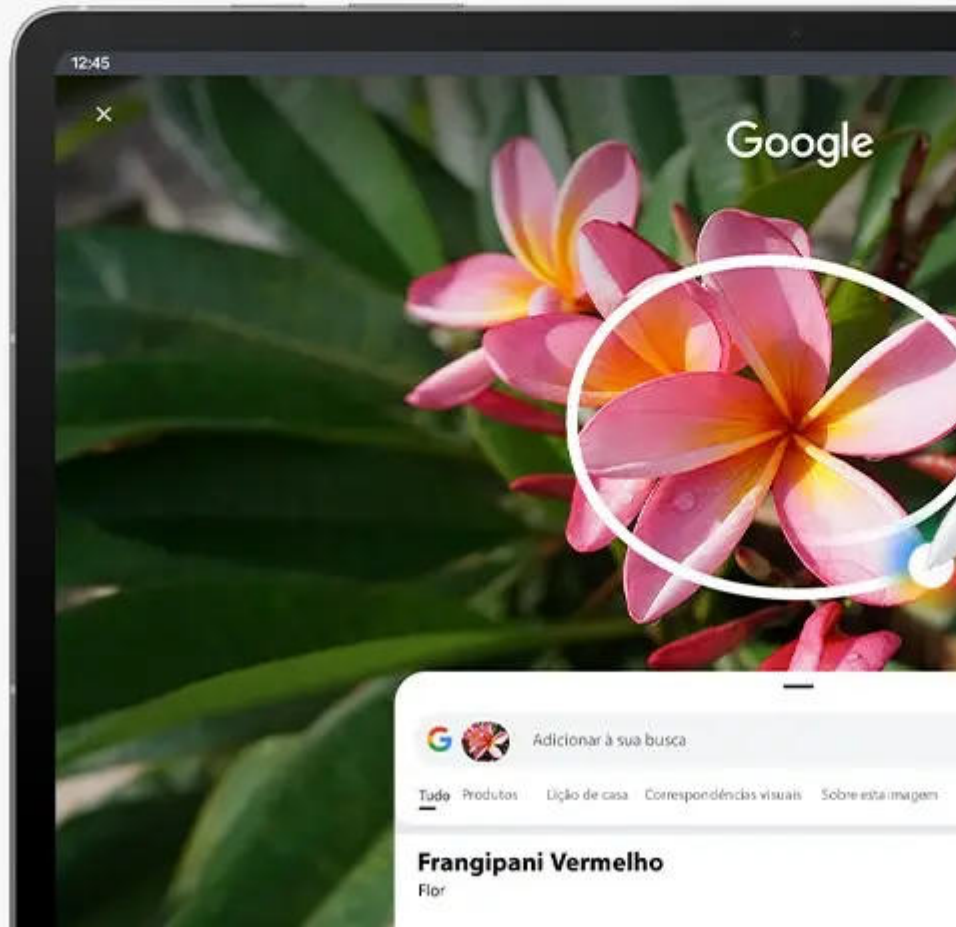 12:45
Google
Adicionar à sua busca
Tudo Produtos Lição de casa Correspondências visuais Sobre esta imagem
Frangipani Vermelho
Flor